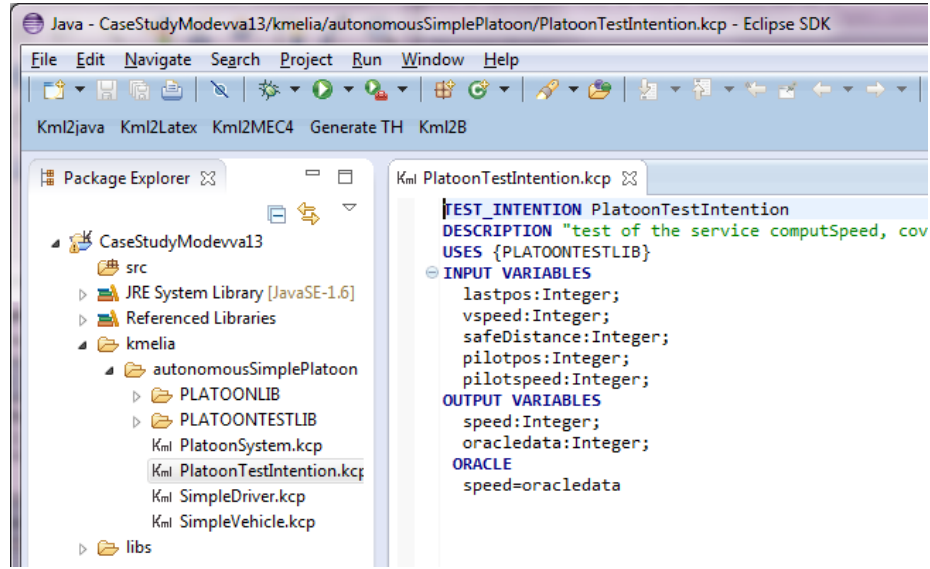 Java - CaseStudyModevva13/kmelia/autonomousSimplePlatoon/PlatoonTestIntention.kcp - Eclipse SDK
File Edit Navigate Search Project Run Window Help
Kml2java Kml2Latex Kml2MEC4 Generate TH Kml2B
Package Explorer
CaseStudyModevva13
src
JRE System Library [JavaSE-1.6]
Referenced Libraries
kmelia
autonomousSimplePlatoon
PLATOONLIB
PLATOONTESTLIB
Kml PlatoonSystem.kcp
Kml PlatoonTestIntention.kcp
Kml SimpleDriver.kcp
Kml SimpleVehicle.kcp
libs
Kml PlatoonTestIntention.kcp
TEST_INTENTION PlatoonTestIntention
DESCRIPTION "test of the service computSpeed, cov
USES {PLATOONTESTLIB}
INPUT VARIABLES
lastpos:Integer;
vspeed:Integer;
safeDistance:Integer;
pilotpos:Integer;
pilotspeed:Integer;
OUTPUT VARIABLES
speed:Integer;
oracledata:Integer;
ORACLE
speed=oracledata